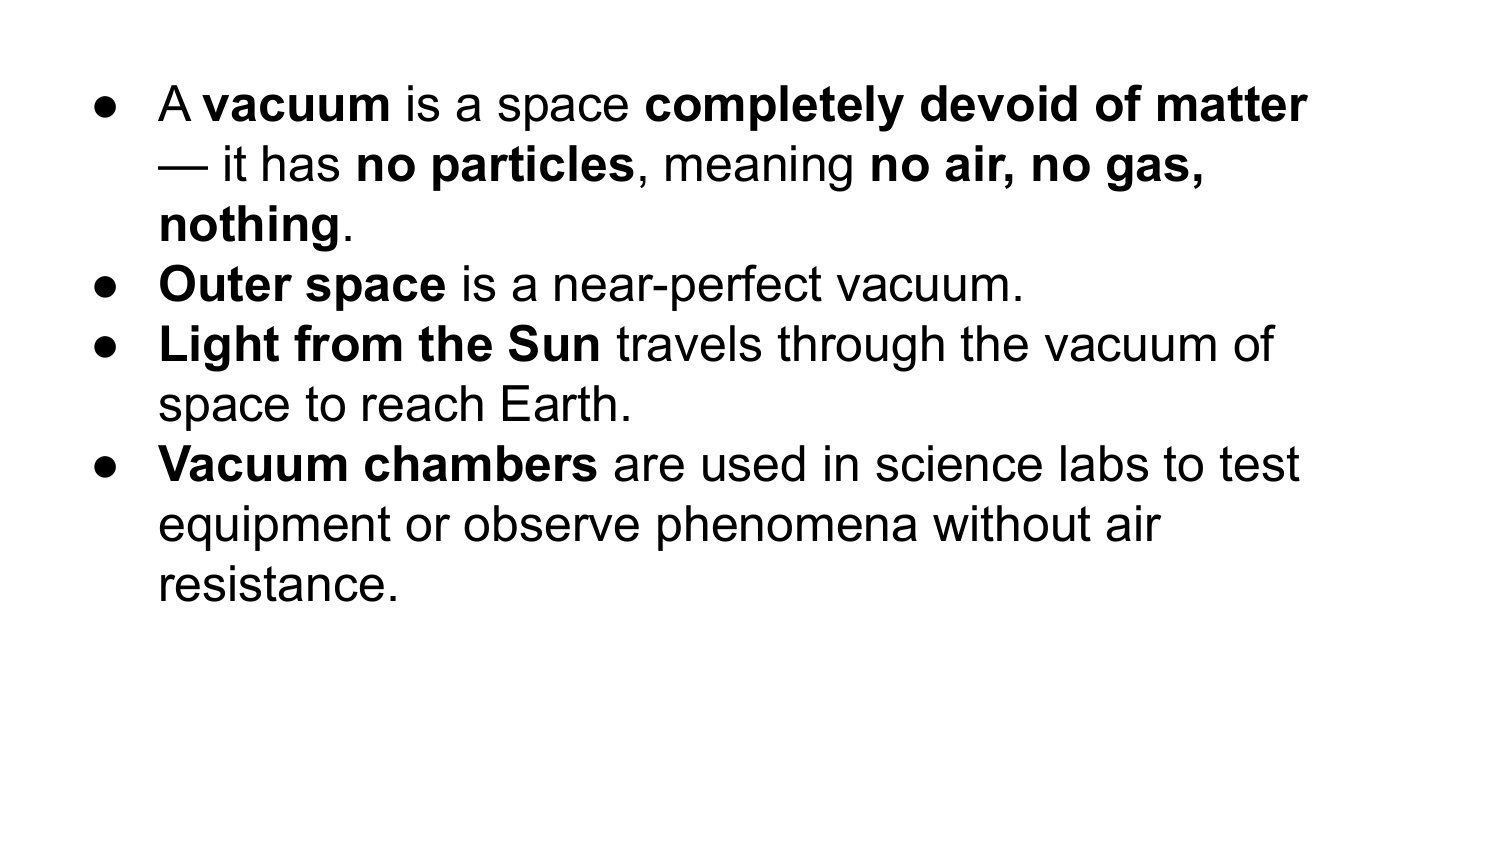 ● A vacuum is a space completely devoid of matter
— it has no particles, meaning no air, no gas,
nothing.
● Outer space is a near-perfect vacuum.
● Light from the Sun travels through the vacuum of
space to reach Earth.
● Vacuum chambers are used in science labs to test
equipment or observe phenomena without air
resistance.